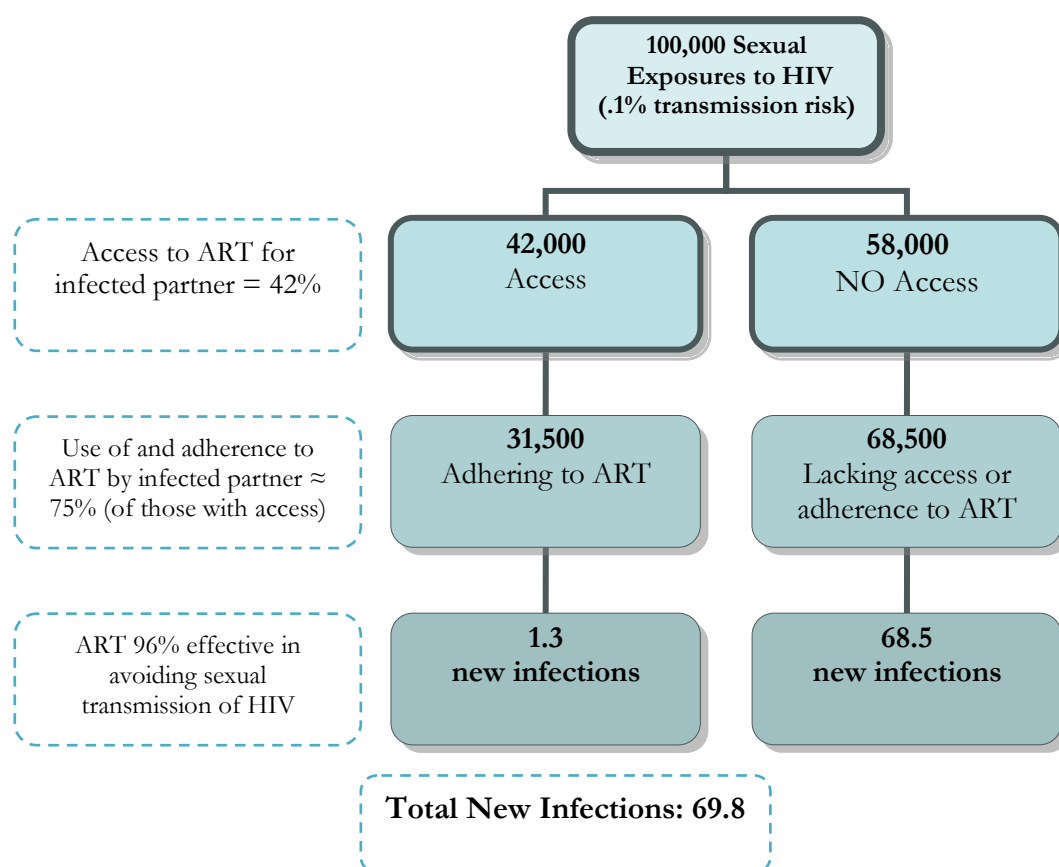 100,000 Sexual
Exposures to HIV
(.1% transmission risk)
Access to ART for
infected partner = 42%
42,000
Access
58,000
NO Access
Use of and adherence to
ART by infected partner ≈
75% (of those with access)
31,500
Adhering to ART
68,500
Lacking access or
adherence to ART
ART 96% effective in
avoiding sexual
transmission of HIV
1.3
new infections
68.5
new infections
Total New Infections: 69.8